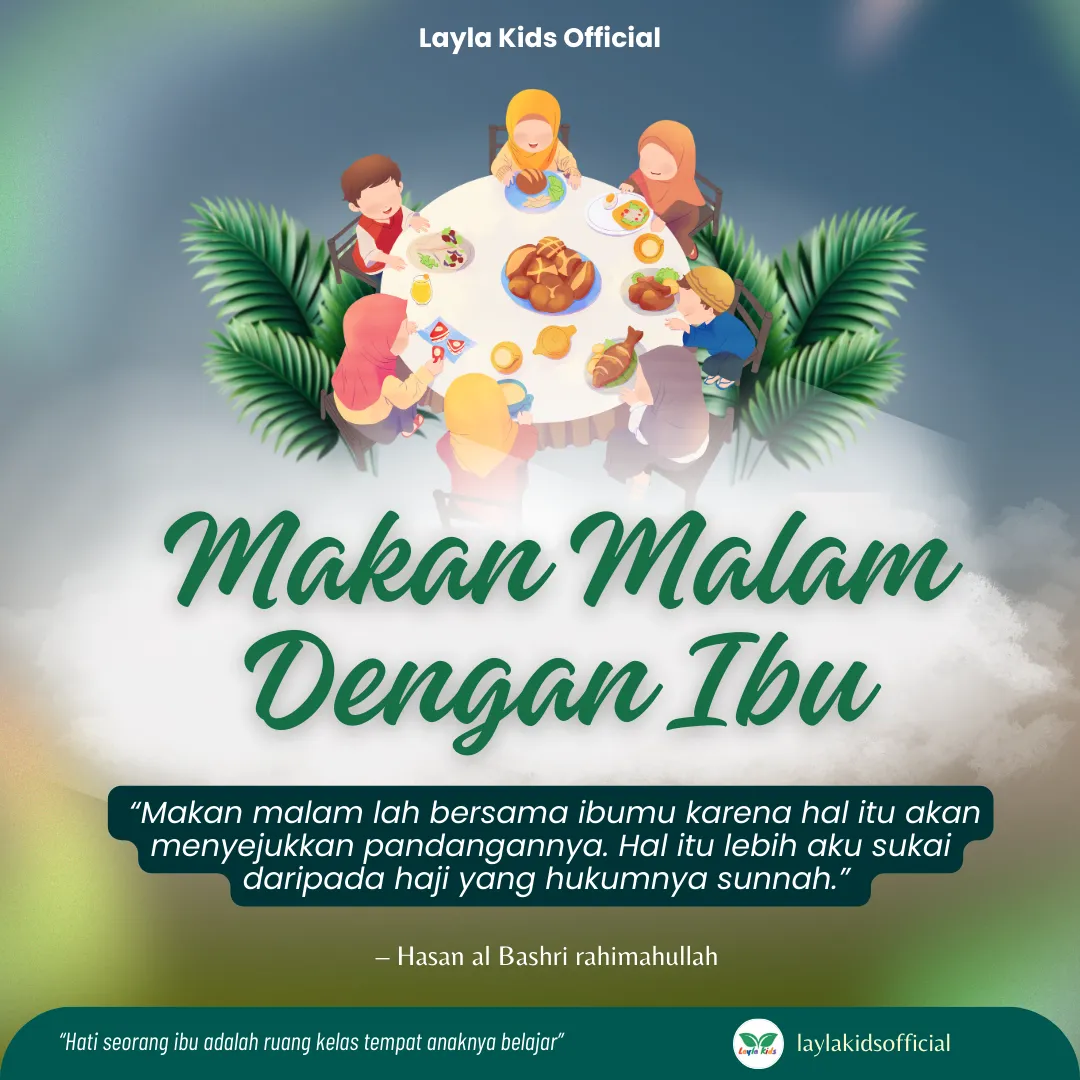 Layla Kids Official
Makan Malam
Dengan Ibu
“Makan malam lah bersama ibumu karena hal itu akan
menyejukkan pandangannya. Hal itu lebih aku sukai
daripada haji yang hukumnya sunnah.”
– Hasan al Bashri rahimahullah
“Hati seorang ibu adalah ruang kelas tempat anaknya belajar”
Layla Kids
laylakidsofficial